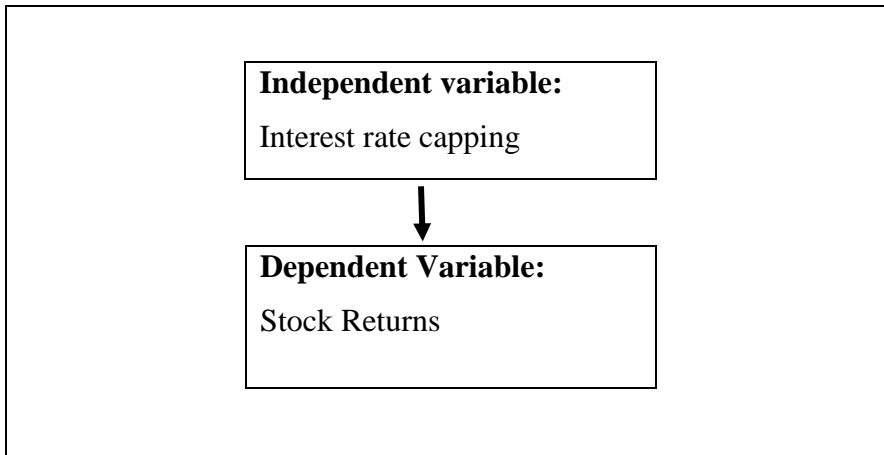 Independent variable:
Interest rate capping
Dependent Variable:
Stock Returns